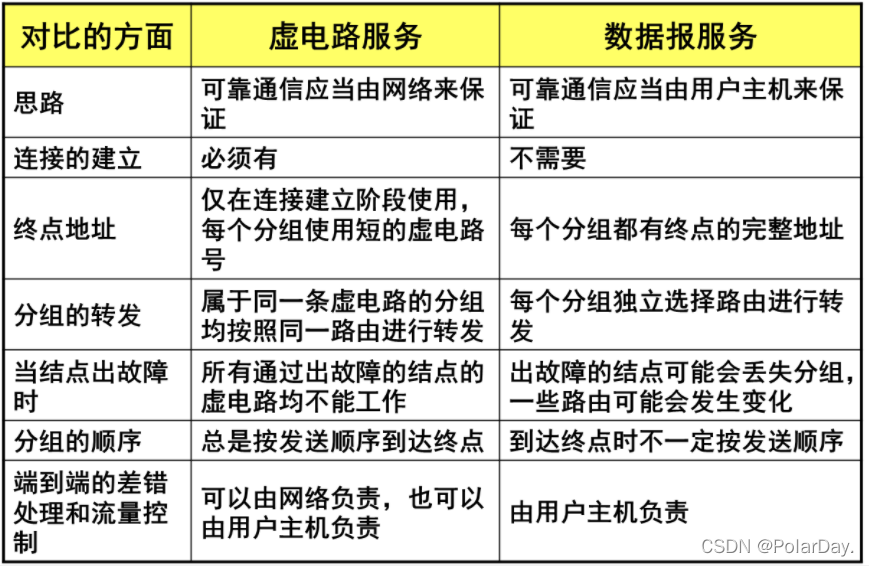 对比的方面
虚电路服务
数据报服务
思路
可靠通信应当由网络来保
证
可靠通信应当由用户主机来保
证
连接的建立
必须有
不需要
终点地址
仅在连接建立阶段使用，
每个分组使用短的虚电路
号
每个分组都有终点的完整地址
分组的转发
属于同一条虚电路的分组
均按照同一路由进行转发
每个分组独立选择路由进行转
发
当结点出故障
时
所有通过出故障的结点的
虚电路均不能工作
出故障的结点可能会丢失分组，
一些路由可能会发生变化
分组的顺序
总是按发送顺序到达终点
到达终点时不一定按发送顺序
端到端的差错
处理和流量控
制
可以由网络负责，也可以
由用户主机负责
由用户主机负责
CSDN @PolarDay.